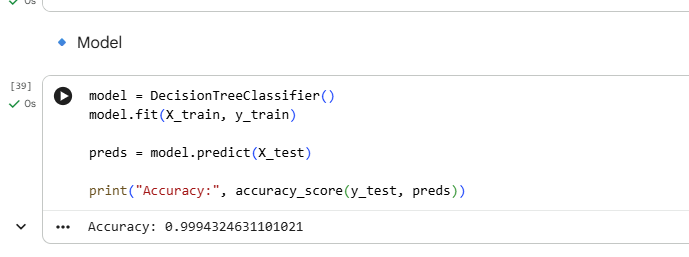 0s
Model
[39]
0s
model = DecisionTreeClassifier()
model.fit(X_train, y_train)
preds = model.predict(X_test)
print("Accuracy:", accuracy_score(y_test, preds))
Accuracy: 0.9994324631101021